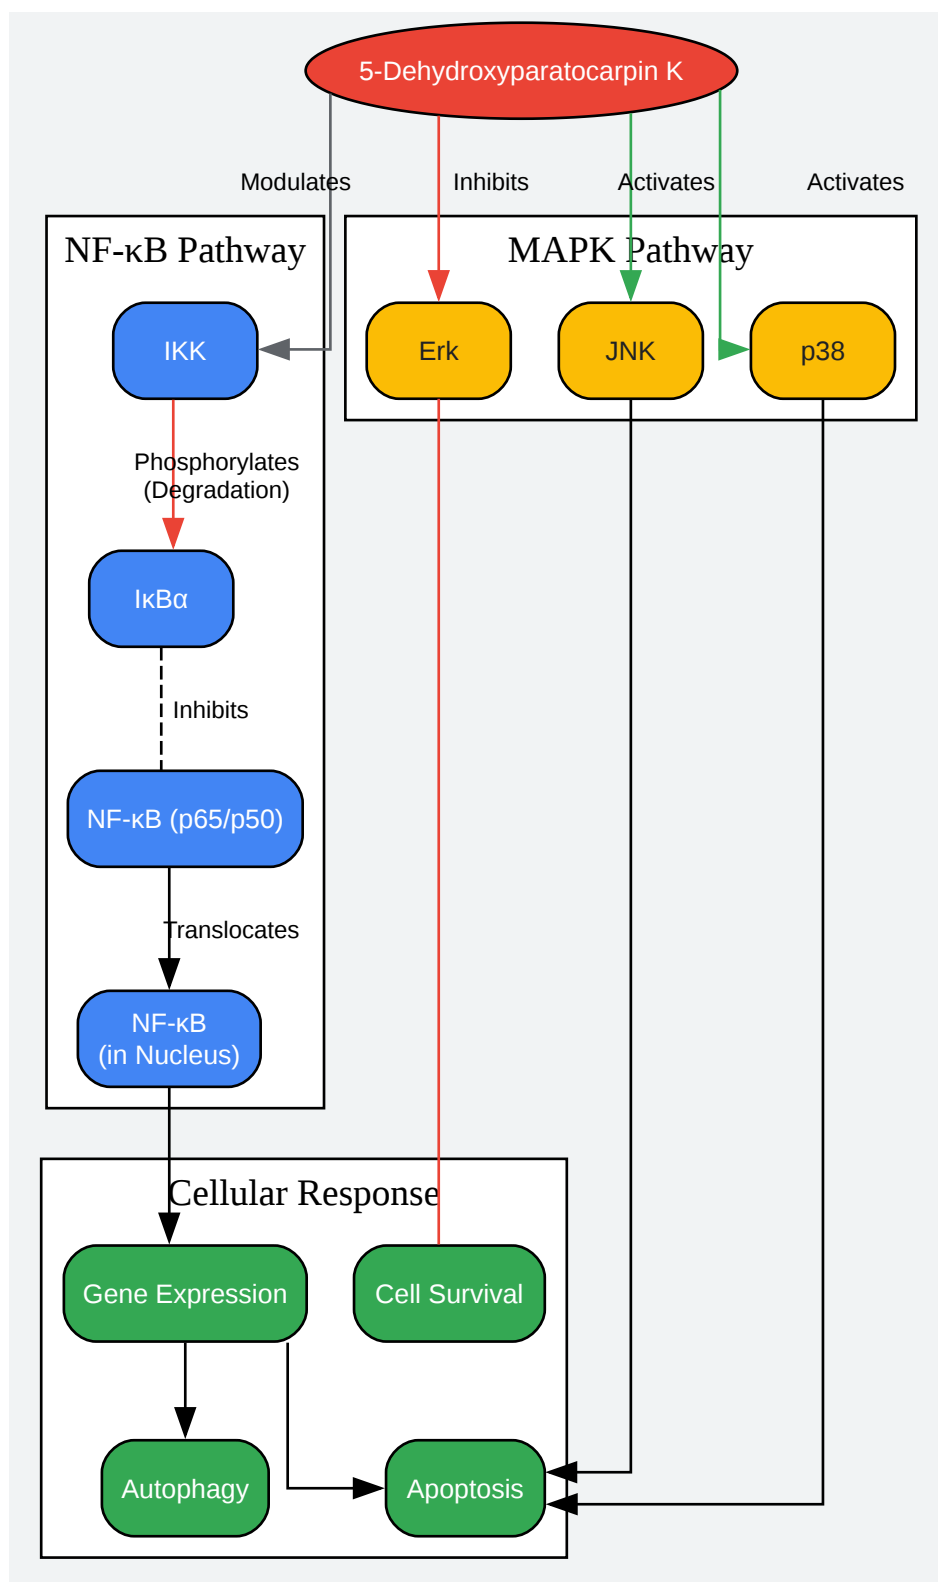 5-Dehydroxyparatocarpin K
Modulates
Inhibits
Activates
Activates
NF-κB Pathway
MAPK Pathway
IKK
Erk
JNK
p38
Phosphorylates
(Degradation)
IκBα
Inhibits
NF-κB (p65/p50)
Translocates
NF-κB
(in Nucleus)
Cellular Response
Gene Expression
Cell Survival
Autophagy
Apoptosis